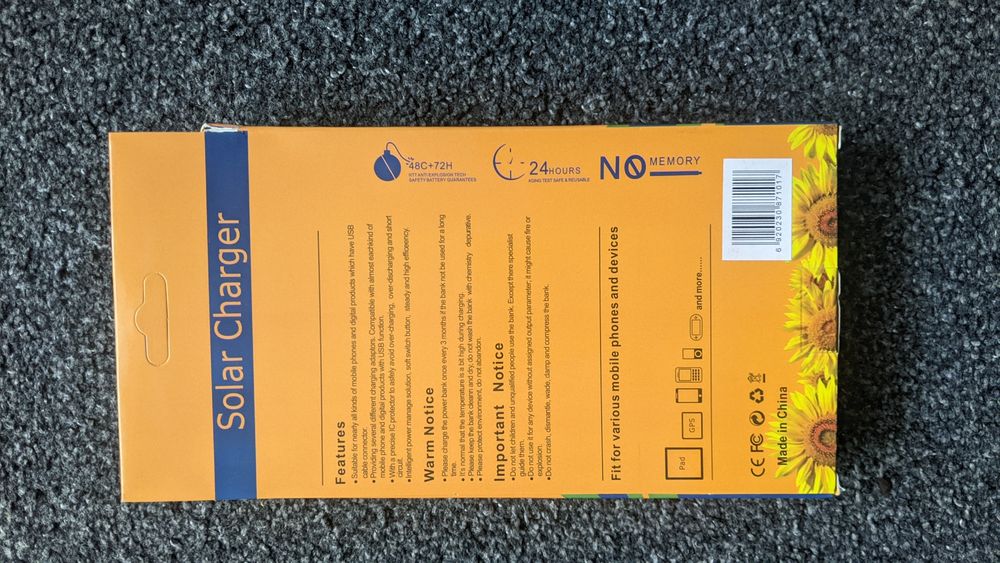 Solar Charger
48C+72H
NTT ANTI EXPLOSION TECH
SAFETY BATTERY GUARANTEES
24HOURS
AGING TEST SAFE & REUSABLE
NO MEMORY
Features
•Suitable for nearly all kinds of mobile phones and digital products which have USB
cable connector.
•Providing several different charging adaptors. Compatible with almost eachkind of
mobile phone and digital products with USB function.
•With a precise IC protector to asfely avoid over-charging, over-discharging and short
circuit.
•Intelligent power manage solution, soft switch button, steady and high efficeency.
Warm Notice
•Please charge the power bank once every 3 months if the bank not be used for a long
time.
•It's normal that the temperature is a bit high during charging.
•Please keep the bank cleann and dry, do not wash the bank with chemistry depurative.
•Please protect environment, do not abandon.
Important Notice
•Do not let children and unqualified people use the bank. Except there specialist
guide them.
•Do not use it for any device without assigned output parameter; it might cause fire or
explosion.
•Do not crash, dismantle, wade, damp and compress the bank.
Fit for various mobile phones and devices
Pad
GPS
and more......
CE FC
Made in China
6 920230 871017